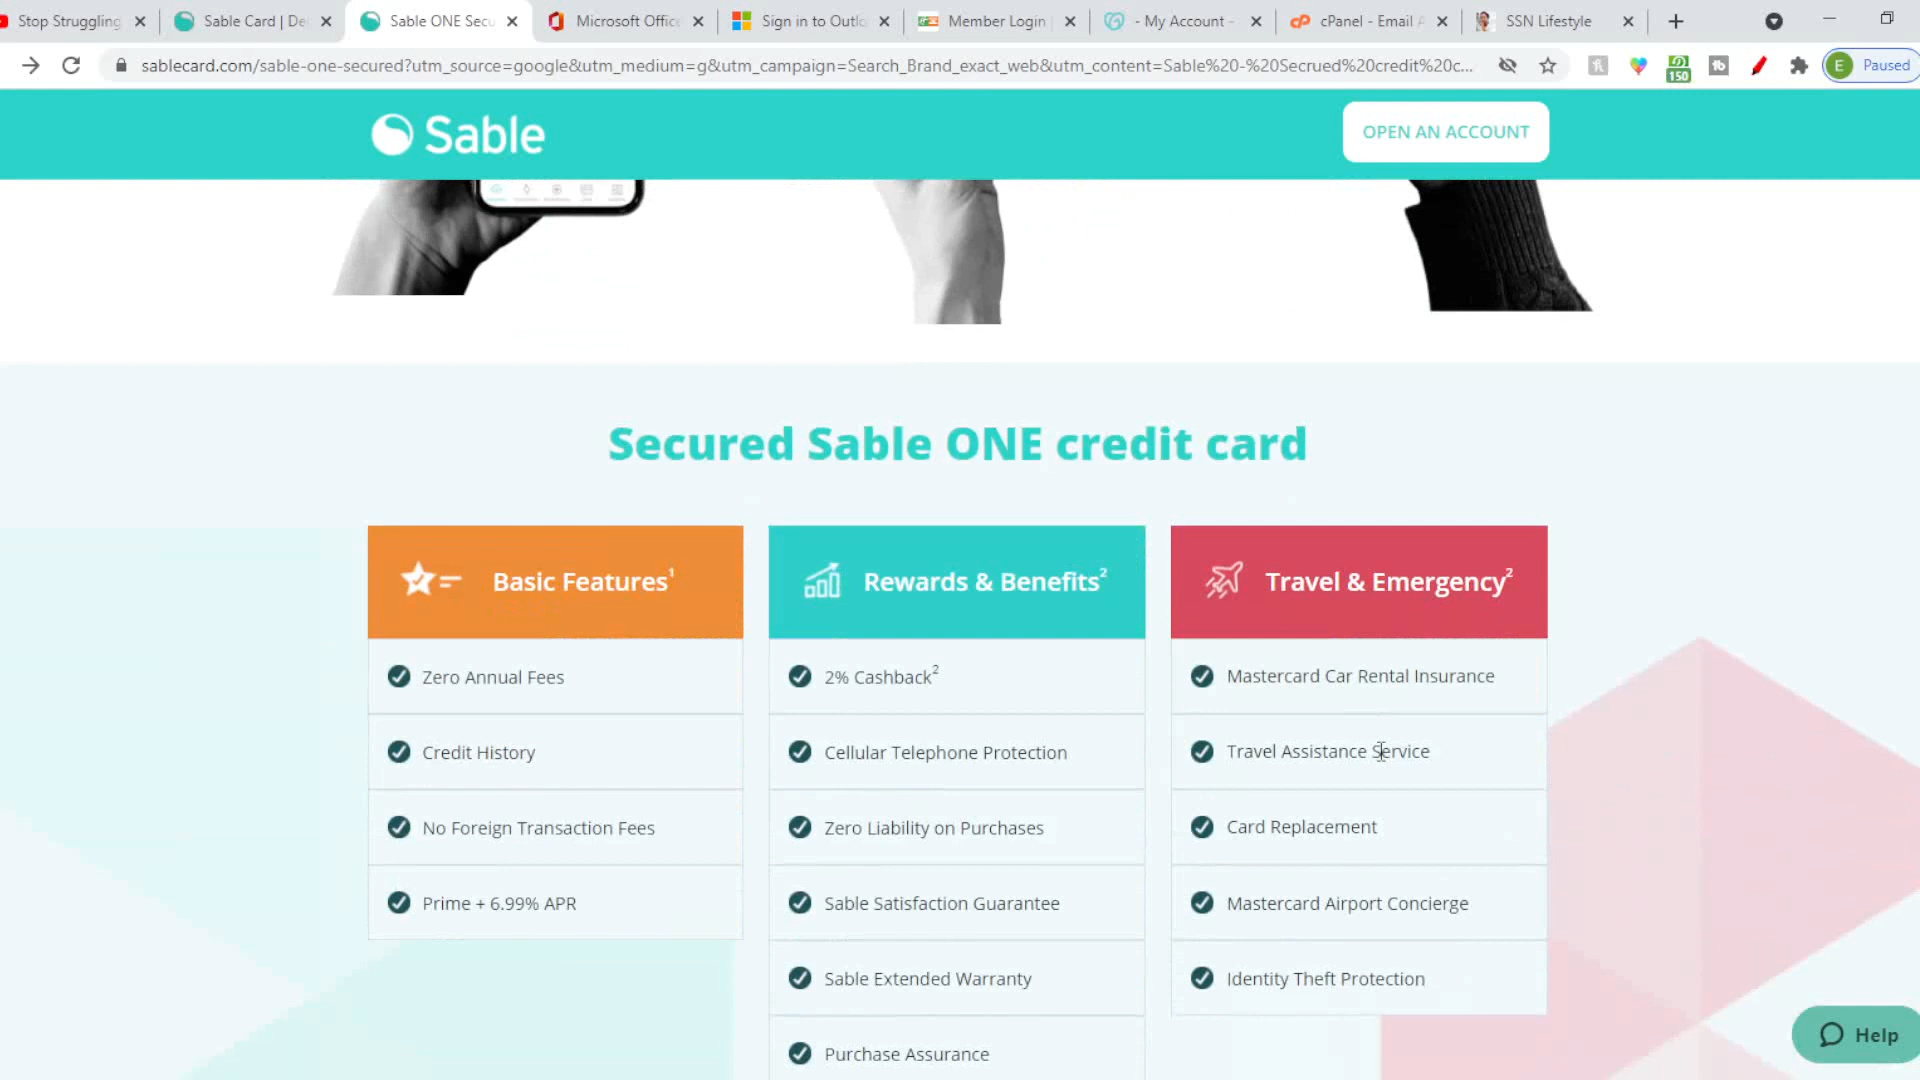 Stop Struggling
Sable Card | De
Sable ONE Secu
Microsoft Office
Sign in to Outlo
Member Login
- My Account -
cPanel - Email A
SSN Lifestyle
sablecard.com/sable-one-secured?utm_source=google&utm_medium=g&utm_campaign=Search_Brand_exact_web&utm_content=Sable%20-%20Secrued%20credit%20c...
150
E Paused
Sable
OPEN AN ACCOUNT
Secured Sable ONE credit card
Basic Features¹
Zero Annual Fees
Credit History
No Foreign Transaction Fees
Prime + 6.99% APR
Rewards & Benefits²
2% Cashback²
Cellular Telephone Protection
Zero Liability on Purchases
Sable Satisfaction Guarantee
Sable Extended Warranty
Purchase Assurance
Travel & Emergency²
Mastercard Car Rental Insurance
Travel Assistance Service
Card Replacement
Mastercard Airport Concierge
Identity Theft Protection
Help